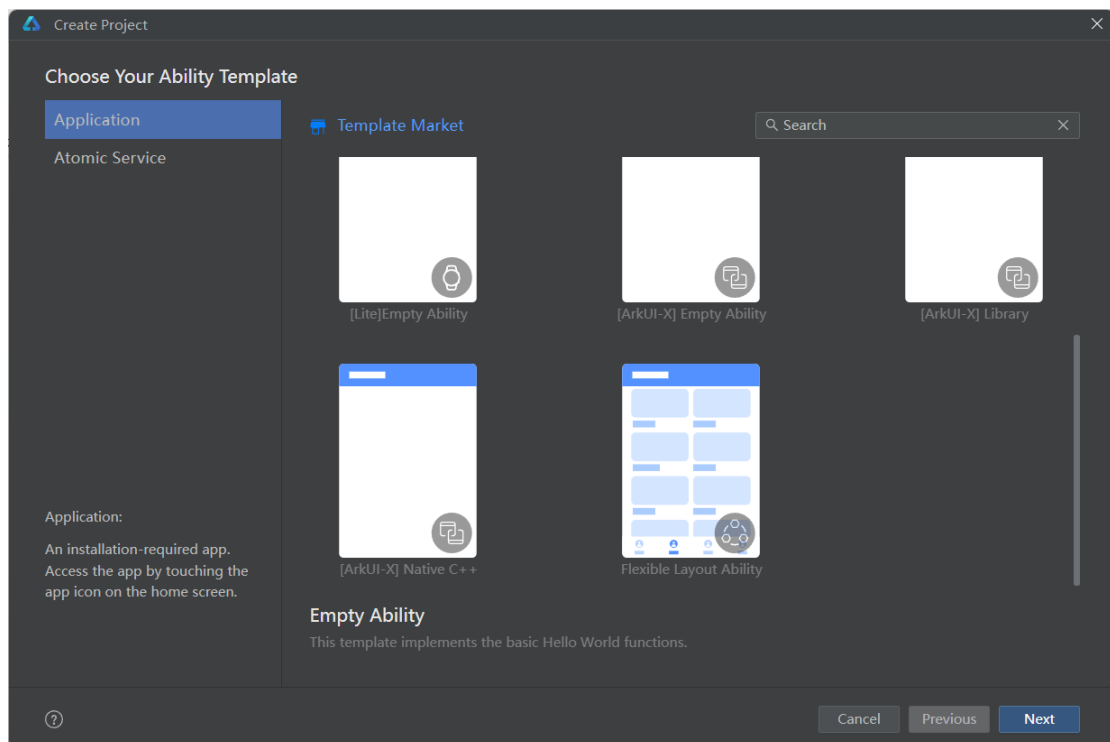 Create Project
Choose Your Ability Template
Application
Atomic Service
Template Market
Search
[Lite]Empty Ability
[ArkUI-X] Empty Ability
[ArkUI-X] Library
[ArkUI-X] Native C++
Flexible Layout Ability
Application:
An installation-required app.
Access the app by touching the
app icon on the home screen.
Empty Ability
This template implements the basic Hello World functions.
Cancel
Previous
Next